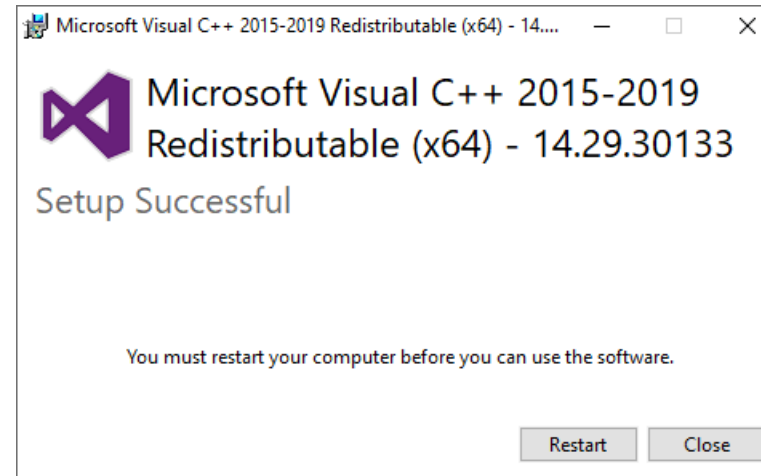 Microsoft Visual C++ 2015-2019 Redistributable (x64) - 14....
Microsoft Visual C++ 2015-2019
Redistributable (x64) - 14.29.30133
Setup Successful
You must restart your computer before you can use the software.
Restart Close